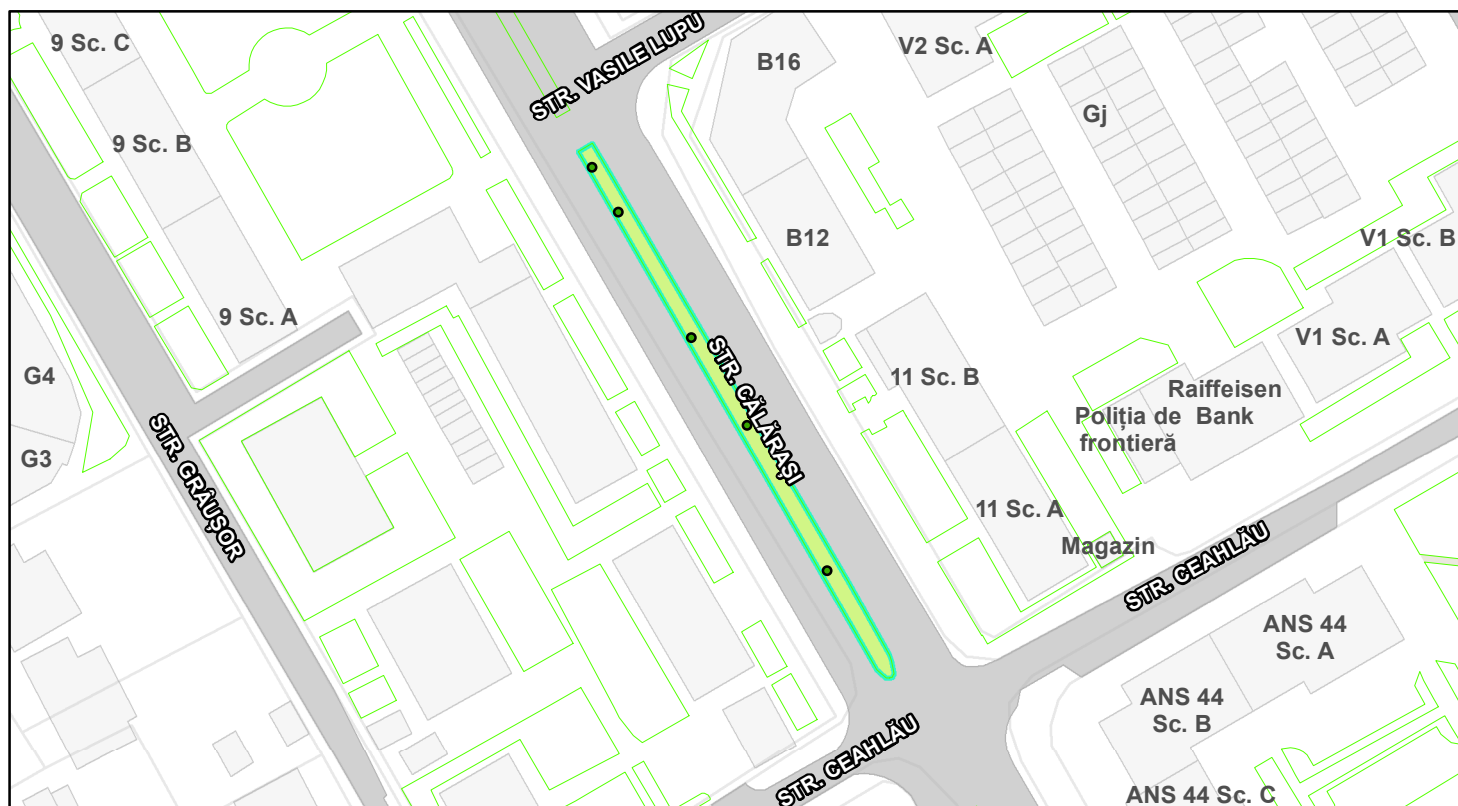 9 Sc. C
STR. VASILE LUPU
B16
V2 Sc. A
Gj
9 Sc. B
B12
V1 Sc. B
9 Sc. A
V1 Sc. A
G4
STR. CĂLĂRAȘI
11 Sc. B
Raiffeisen
Bank
Poliția de
frontieră
G3
STR. GRÂUȘOR
11 Sc. A
Magazin
STR. CEAHLĂU
ANS 44
Sc. A
ANS 44
Sc. B
STR. CEAHLĂU
ANS 44 Sc. C